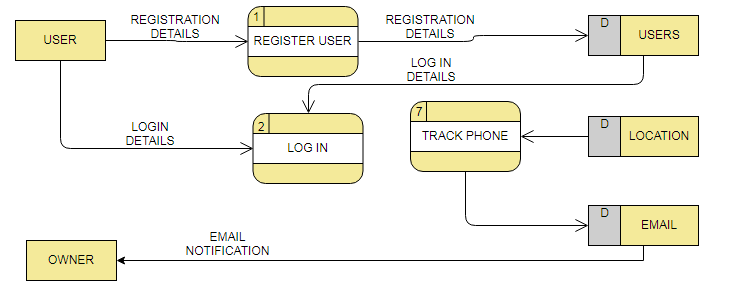 REGISTRATION
DETAILS
1
REGISTRATION
DETAILS
D
USER
REGISTER USER
USERS
LOG IN
DETAILS
7
2
LOGIN
DETAILS
LOG IN
TRACK PHONE
D
LOCATION
D
EMAIL
EMAIL
NOTIFICATION
OWNER